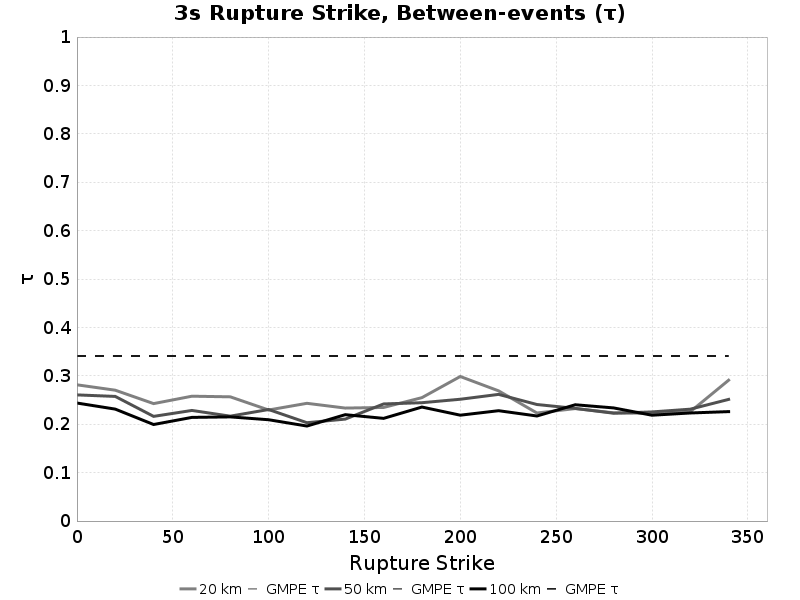 3s Rupture Strike, Between-events (τ)
1
0.9
0.8
0.7
0.6
0.5
0.4
0.3
0.2
0.1
0
τ
0 50 100 150 200 250 300 350
Rupture Strike
20 km GMPE τ 50 km GMPE τ 100 km GMPE τ